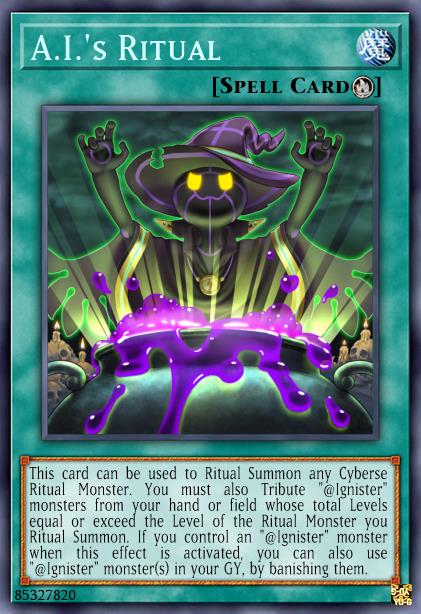 A.I.'s Ritual
[Spell Card]
This card can be used to Ritual Summon any Cyberse
Ritual Monster. You must also Tribute "@Ignister"
monsters from your hand or field whose total Levels
equal or exceed the Level of the Ritual Monster you
Ritual Summon. If you control an "@Ignister" monster
when this effect is activated, you can also use
"@Ignister" monster(s) in your GY, by banishing them.
85327820